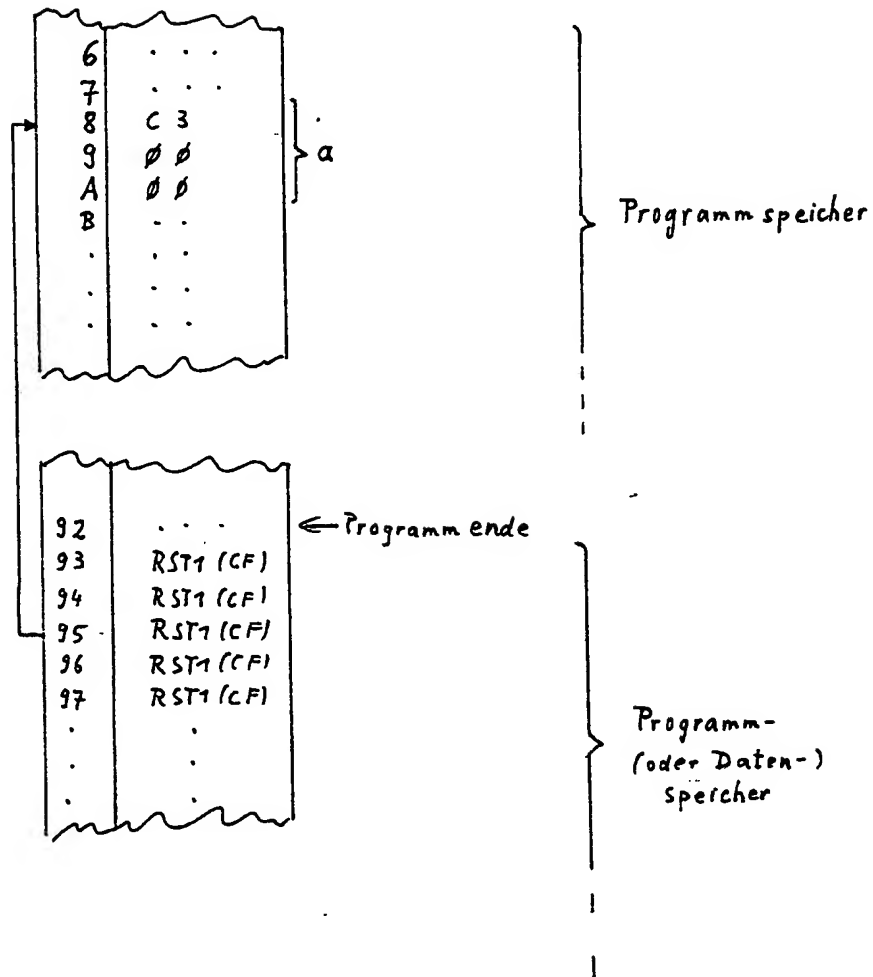 6 . . .
7 . . .
8 C 3
9 ØØ
A ØØ
B . .
. . .
. . .
. . .
a
Programmspeicher
92 . . .
← Programmende
93 RST1 (CF)
94 RST1 (CF)
95 RST1 (CF)
96 RST1 (CF)
97 RST1 (CF)
. .
. .
. .
Programm-
(oder Daten-)
speicher